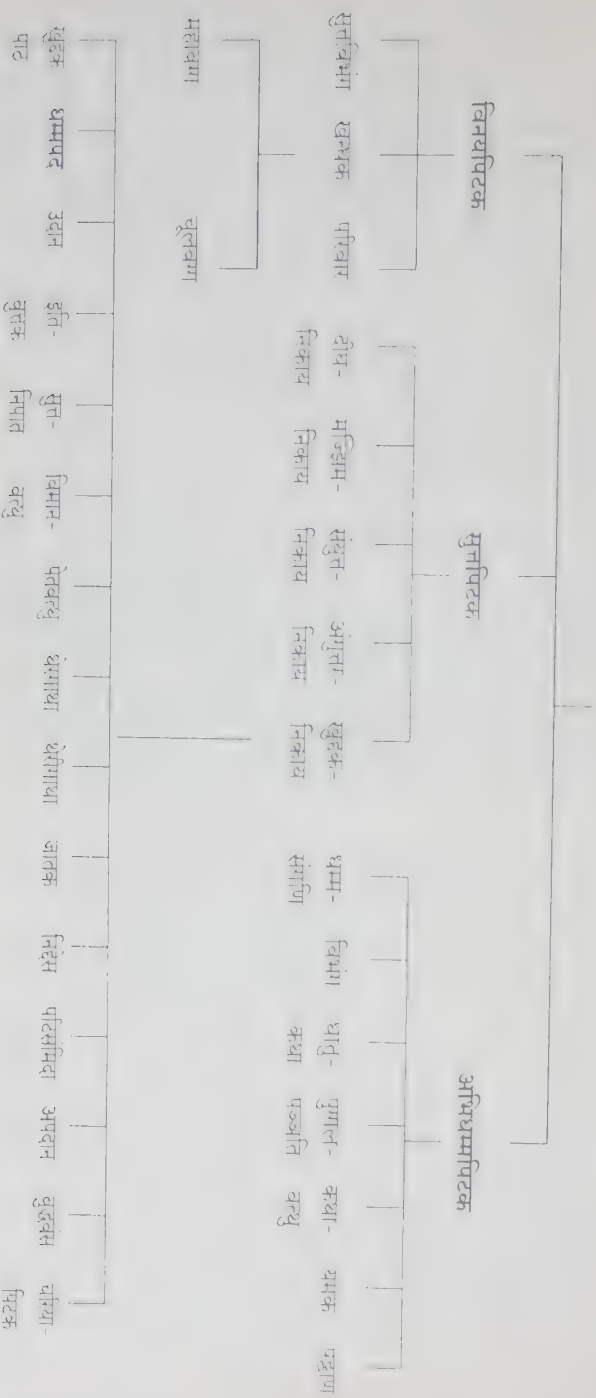 विनयपिटक
सुत्तपिटक
अभिधम्मपिटक
सुत्तविभंग
खन्धक
परिवार
महावग्ग
चूलवग्ग
दीघ-
निकाय
मज्झिम-
निकाय
संयुत्त-
निकाय
अंगुत्तर-
निकाय
खुद्दक-
निकाय
धम्म-
संगणि
विभंग
धातु-
कथा
पुग्गल-
पञ्ञति
कथा-
वत्थु
यमक
पट्ठाण
खुद्दक
पाठ
धम्मपद
उदान
इति-
वुत्तक
सुत्त-
निपात
विमान-
वत्थु
पेतवत्थु
थेरगाथा
थेरीगाथा
जातक
निद्देस
पटिसंभिदा
अपदान
बुद्धवंस
चरिया-
पिटक